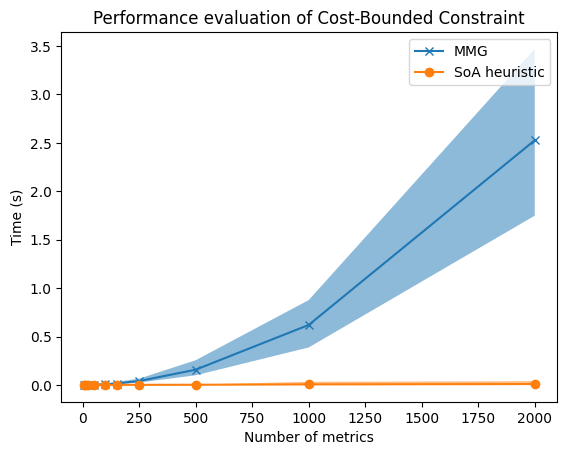 Performance evaluation of Cost-Bounded Constraint
MMG
SoA heuristic
3.5
3.0
2.5
2.0
1.5
1.0
0.5
0.0
Time (s)
0 250 500 750 1000 1250 1500 1750 2000
Number of metrics